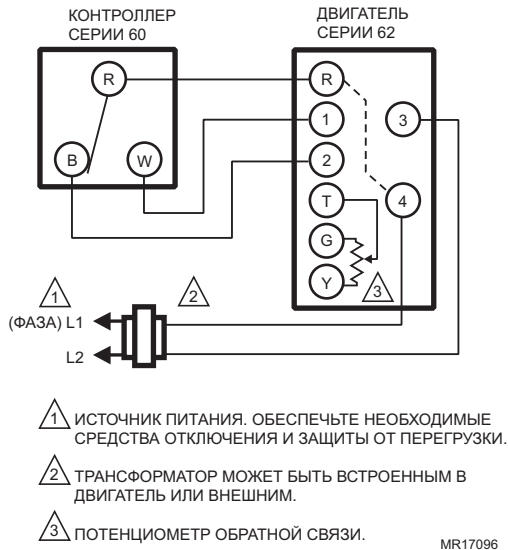 КОНТРОЛЛЕР
СЕРИИ 60
ДВИГАТЕЛЬ
СЕРИИ 62
R
R
1
3
B
W
2
T
4
G
Y
3
1
2
(ФАЗА) L1
L2
1 ИСТОЧНИК ПИТАНИЯ. ОБЕСПЕЧЬТЕ НЕОБХОДИМЫЕ
СРЕДСТВА ОТКЛЮЧЕНИЯ И ЗАЩИТЫ ОТ ПЕРЕГРУЗКИ.
2 ТРАНСФОРМАТОР МОЖЕТ БЫТЬ ВСТРОЕННЫМ В
ДВИГАТЕЛЬ ИЛИ ВНЕШНИМ.
3 ПОТЕНЦИОМЕТР ОБРАТНОЙ СВЯЗИ.
MR17096